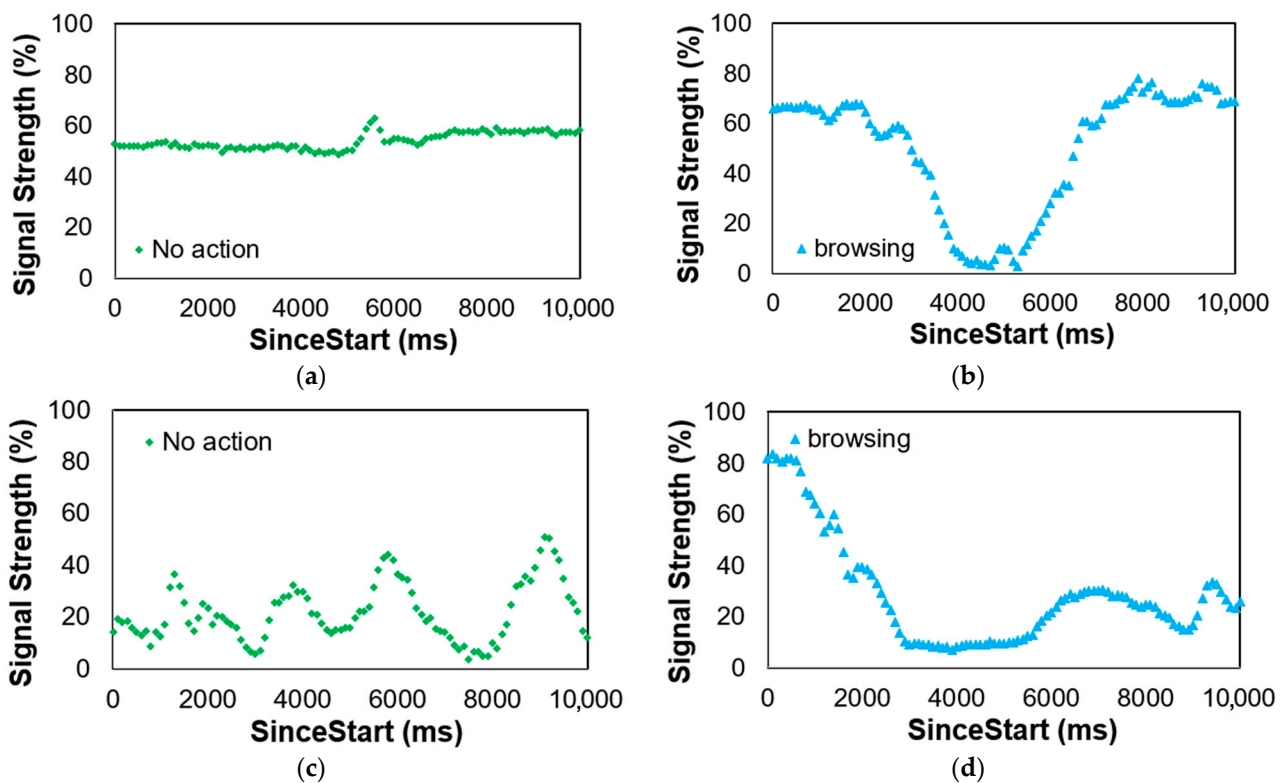 Signal Strength (%)
100
80
60
40
20
0
No action
0 2000 4000 6000 8000 10,000
SinceStart (ms)
(a)
Signal Strength (%)
100
80
60
40
20
0
browsing
0 2000 4000 6000 8000 10,000
SinceStart (ms)
(b)
Signal Strength (%)
100
80
60
40
20
0
No action
0 2000 4000 6000 8000 10,000
SinceStart (ms)
(c)
Signal Strength (%)
100
80
60
40
20
0
browsing
0 2000 4000 6000 8000 10,000
SinceStart (ms)
(d)